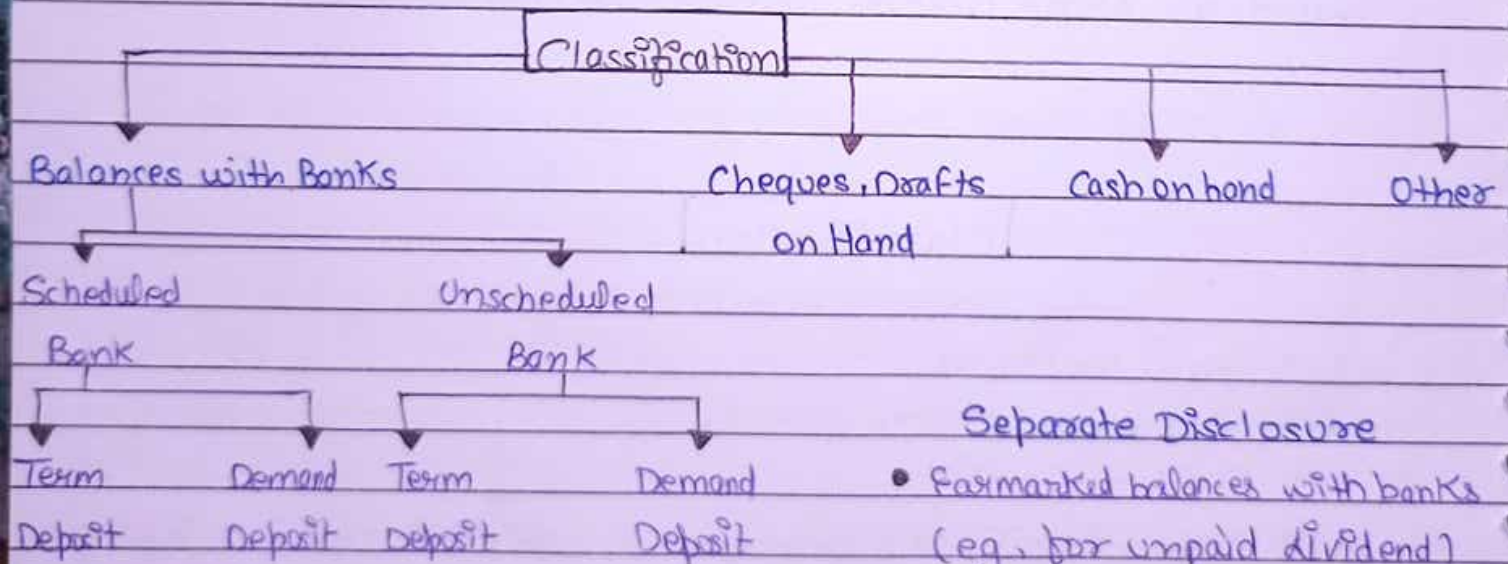 Classification
Balances with Banks Cheques, Drafts Cash on hand Other
on Hand
Scheduled Unscheduled
Bank Bank
Separate Disclosure
Term Demand Term Demand • Earmarked balances with banks
Deposit Deposit Deposit Deposit (eg. for unpaid dividend)